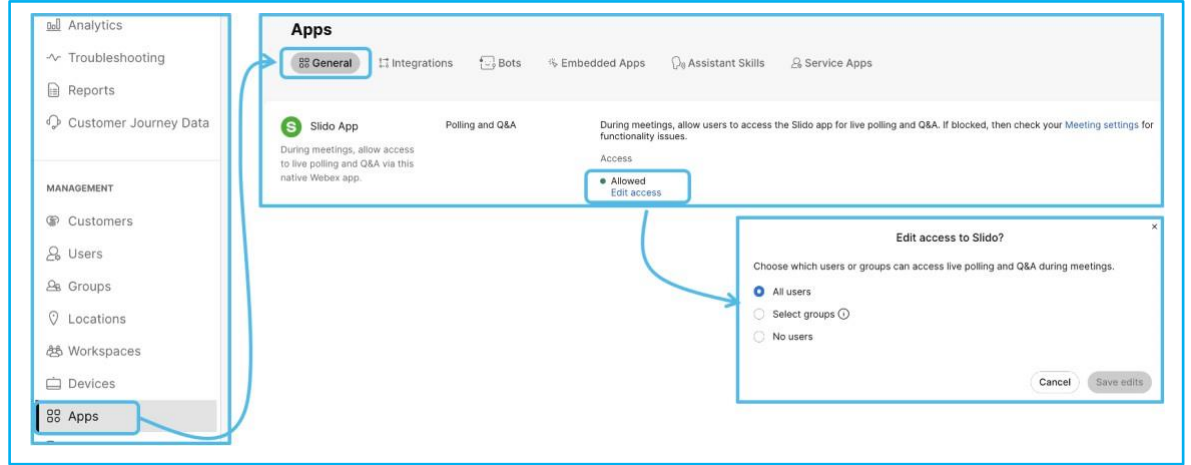 Analytics
Troubleshooting
Reports
Customer Journey Data
MANAGEMENT
Customers
Users
Groups
Locations
Workspaces
Devices
Apps
Apps
General
Integrations
Bots
Embedded Apps
Assistant Skills
Service Apps
S
Slido App
During meetings, allow access
to live polling and Q&A via this
native Webex app.
Polling and Q&A
During meetings, allow users to access the Slido app for live polling and Q&A. If blocked, then check your Meeting settings for
functionality issues.
Access
Allowed
Edit access
Edit access to Slido?
Choose which users or groups can access live polling and Q&A during meetings.
All users
Select groups
No users
Cancel
Save edits